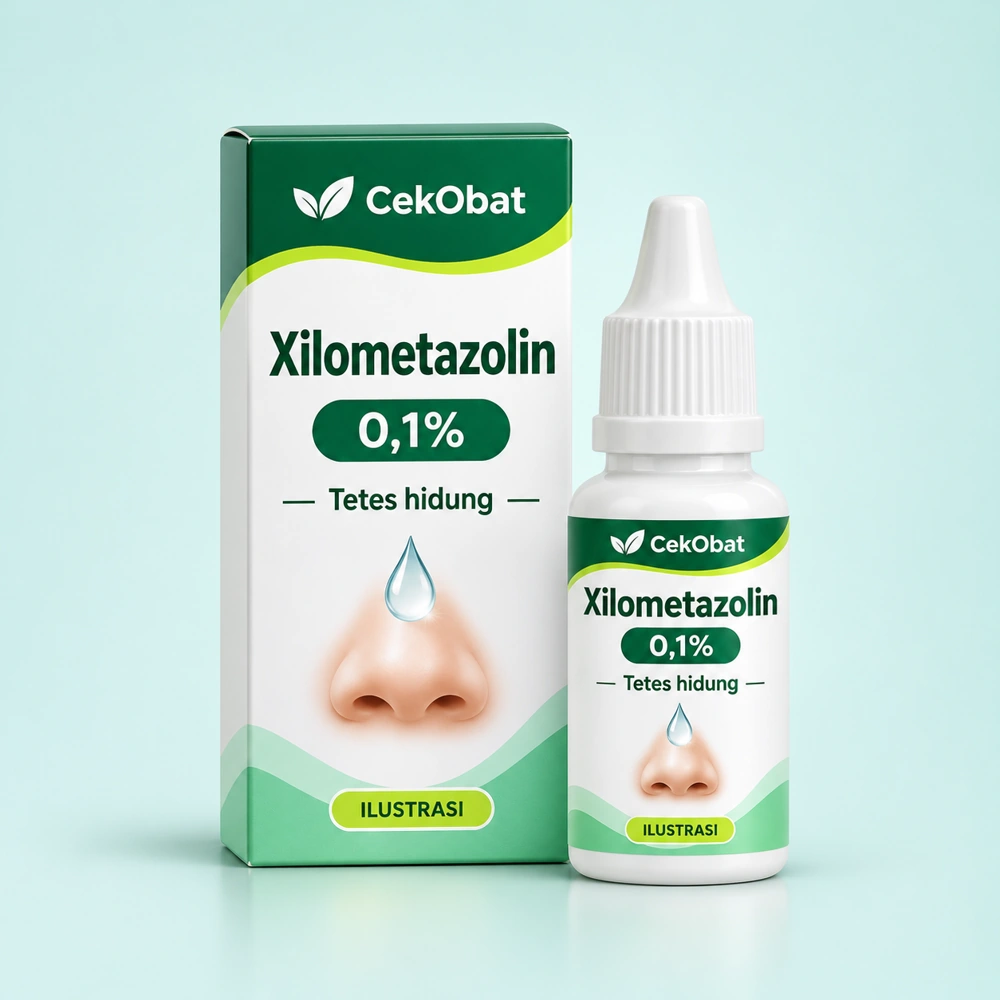 CekObat
Xilometazolin
0,1%
Tetes hidung
ILUSTRASI
CekObat
Xilometazolin
0,1%
Tetes hidung
ILUSTRASI